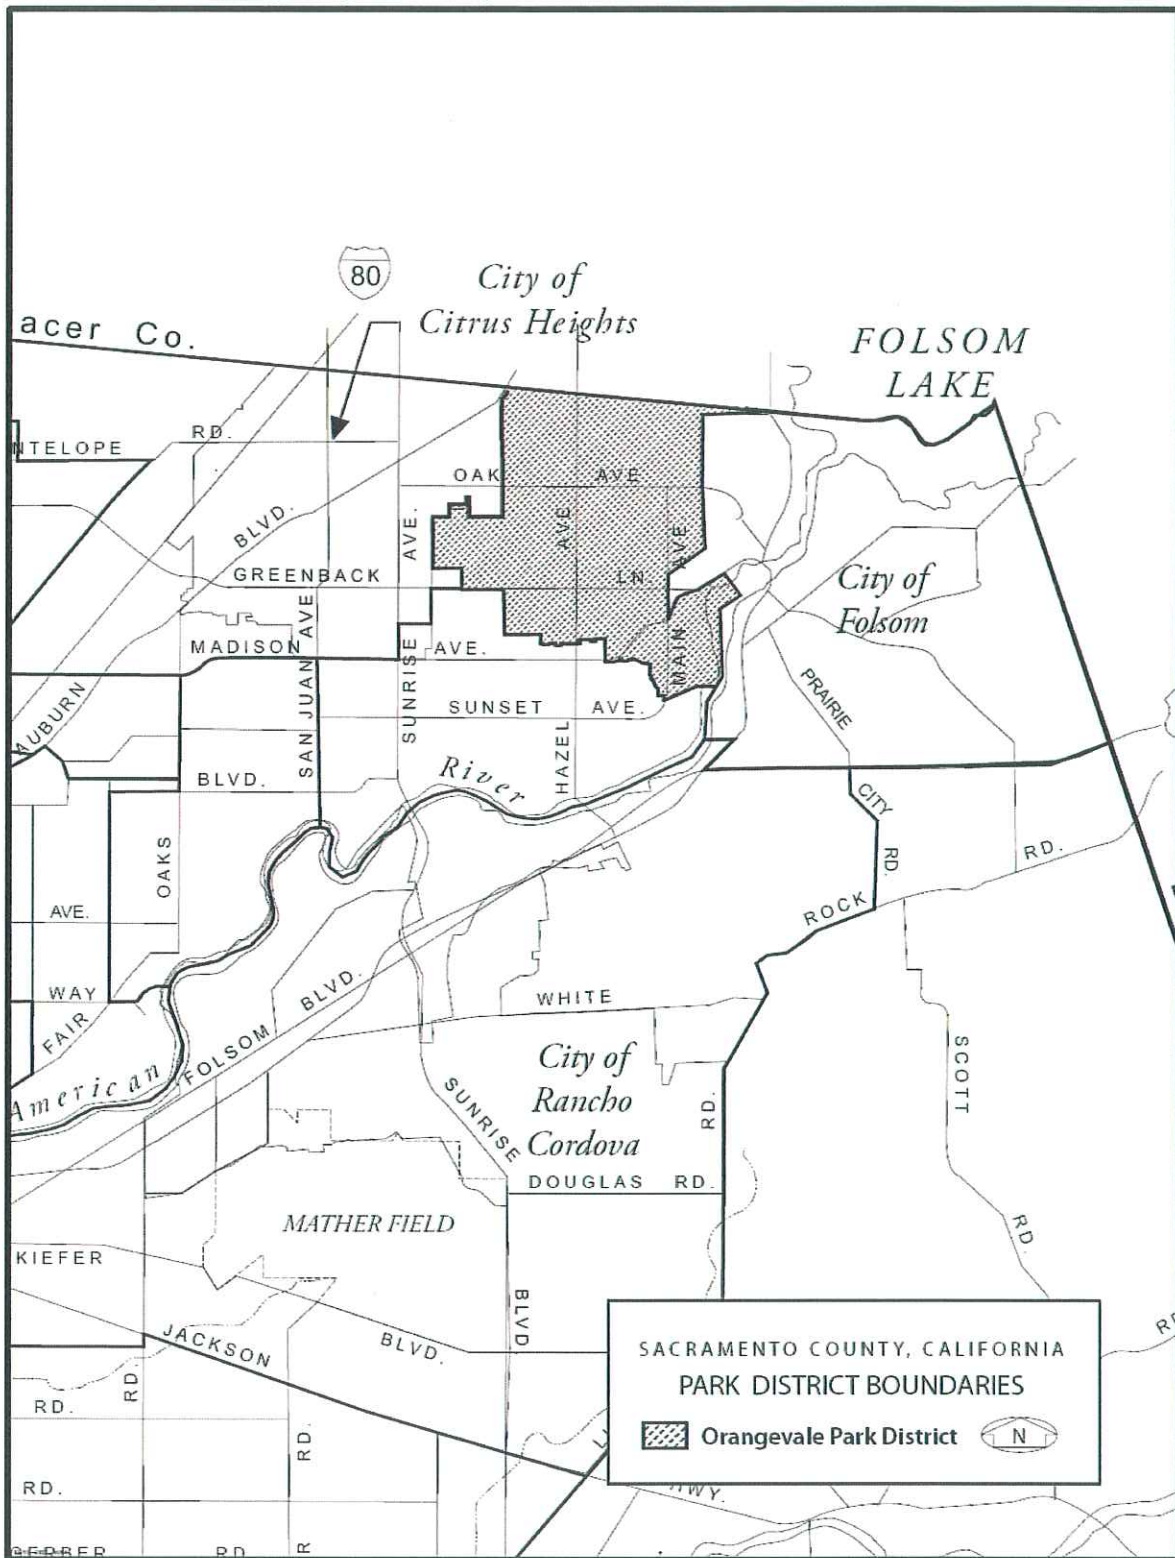 80
City of
Citrus Heights
acer Co.
FOLSOM
LAKE
RD.
NTELOPE
OAK AVE
BLVD.
AVE.
AVE
AVE
GREENBACK LN.
City of
Folsom
SAN JUAN AVE
MADISON AVE.
MAIN
SUNRISE
AUBURN
SUNSET AVE.
PRAIRIE
HAZEL
River
BLVD.
CITY
RD.
RD.
OAKS
ROCK
AVE.
WAY
BLVD.
WHITE
FAIR
FOLSOM
American
City of
Rancho
Cordova
SCOTT
SUNRISE
RD.
DOUGLAS RD.
MATHER FIELD
RD.
KIEFER
BLVD.
JACKSON
BLVD.
SACRAMENTO COUNTY, CALIFORNIA
PARK DISTRICT BOUNDARIES
Orangevale Park District
N
RD.
RD.
RD.
RD.
HWY.
GERBER RD
R